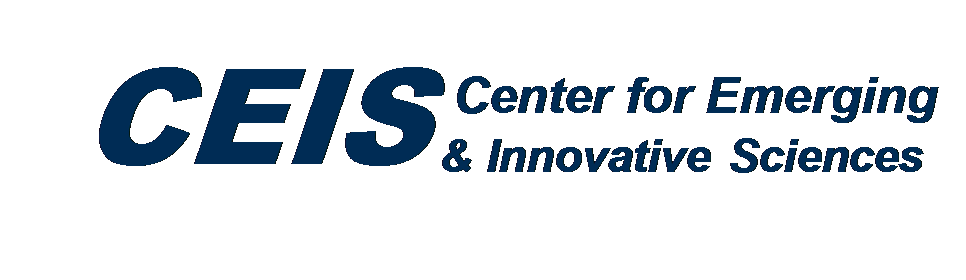 CEIS Center for Emerging
& Innovative Sciences